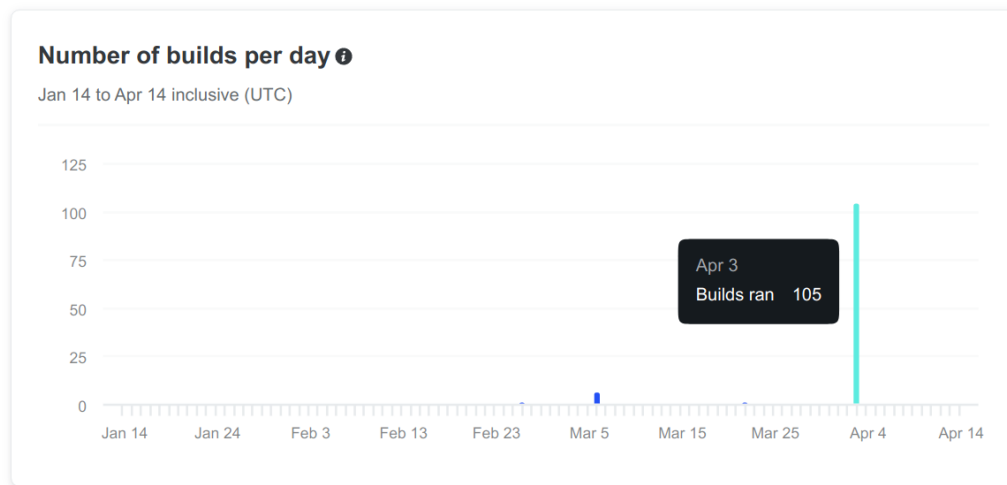 Number of builds per day
Jan 14 to Apr 14 inclusive (UTC)
125
100
75
50
25
0
Apr 3
Builds ran 105
Jan 14 Jan 24 Feb 3 Feb 13 Feb 23 Mar 5 Mar 15 Mar 25 Apr 4 Apr 14